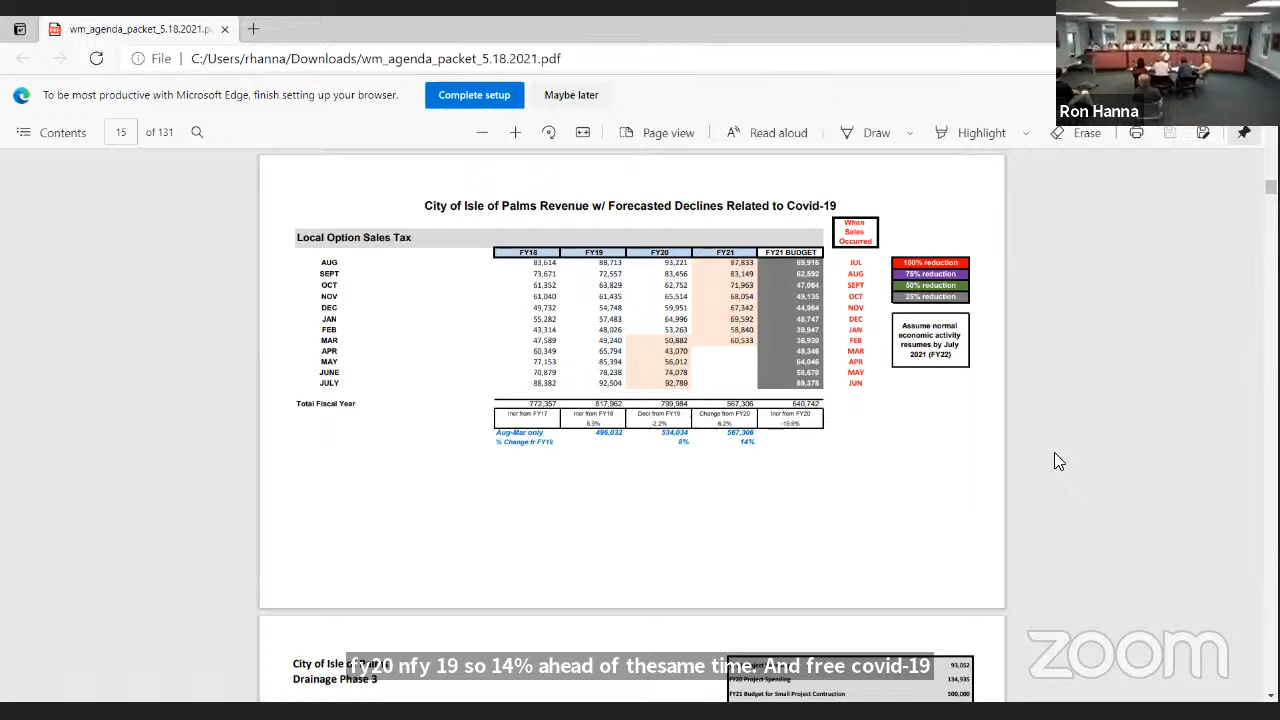 wm_agenda_packet_5.18.2021.p
Ron Hanna
File C:/Users/rhanna/Downloads/wm_agenda_packet_5.18.2021.pdf
To be most productive with Microsoft Edge, finish setting up your browser. Complete setup Maybe later
Contents 15 of 131 Page view Read aloud Draw Highlight Erase
City of Isle of Palms Revenue w/ Forecasted Declines Related to Covid-19
When Sales Occurred
Local Option Sales Tax
FY18 FY19 FY20 FY21 FY21 BUDGET
AUG 83,614 88,713 93,221 87,833 69,916 JUL 100% reduction
SEPT 73,671 72,557 83,456 83,149 62,592 AUG 75% reduction
OCT 61,352 63,829 62,752 71,963 47,064 SEPT 50% reduction
NOV 61,040 61,435 65,514 68,054 49,135 OCT 25% reduction
DEC 49,732 54,748 59,951 67,342 44,964 NOV
JAN 55,282 57,483 64,996 69,592 48,747 DEC
FEB 43,314 48,026 53,263 58,840 39,947 JAN
MAR 47,589 49,240 50,882 60,533 36,930 FEB
APR 60,349 65,794 43,070 49,346 MAR
MAY 77,153 85,394 56,012 64,046 APR
JUNE 70,879 78,238 74,078 58,678 MAY
JULY 88,382 92,504 92,789 69,378 JUN
Assume normal
economic activity
resumes by July
2021 (FY22)
Total Fiscal Year 772,357 817,962 799,984 567,306 640,742
Incr from FY17 Incr from FY18 Decr from FY19 Change from FY20 Incr from FY20
5.9% -2.2% 6.2% -19.9%
Aug-Mar only 496,032 534,034 567,306
% Change fr FY19 8% 14%
City of Isle of
Drainage Phase 3
93,052
FY20 Project Spending 134,935
FY21 Budget for Small Project Contruction 500,000
fy20 nfy 19 so 14% ahead of thesame time. And free covid-19
zoom